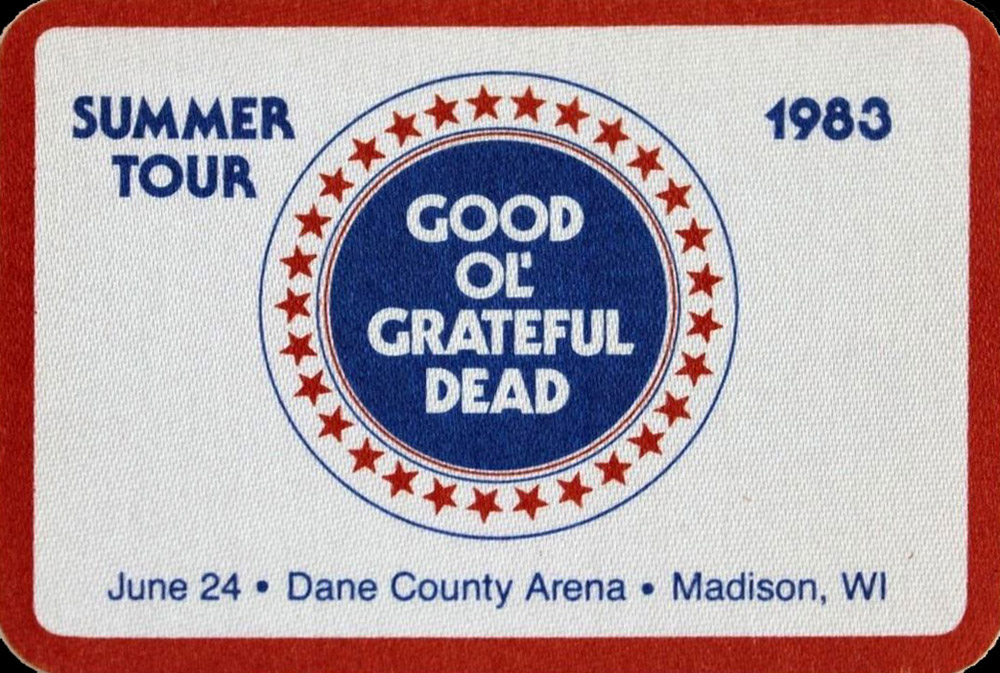 SUMMER
TOUR
1983
GOOD
OL'
GRATEFUL
DEAD
June 24 • Dane County Arena • Madison, WI